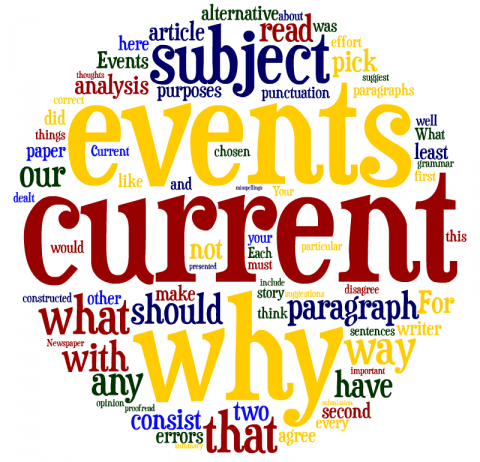 alternative about
here article read was effort
Events subject pick suggest
thoughts analysis purposes punctuation paragraphs
correct
did events well
things What
paper Current chosen least
our like and misspellings Your grammar first
dealt
current
would not your Each particular this
presented must
constructed other make include story suggestions disagree
what should think paragraph For
sentences writer
Newspaper with why way
important
any have
opinion proofread consist two submission second
errors that agree every
summary